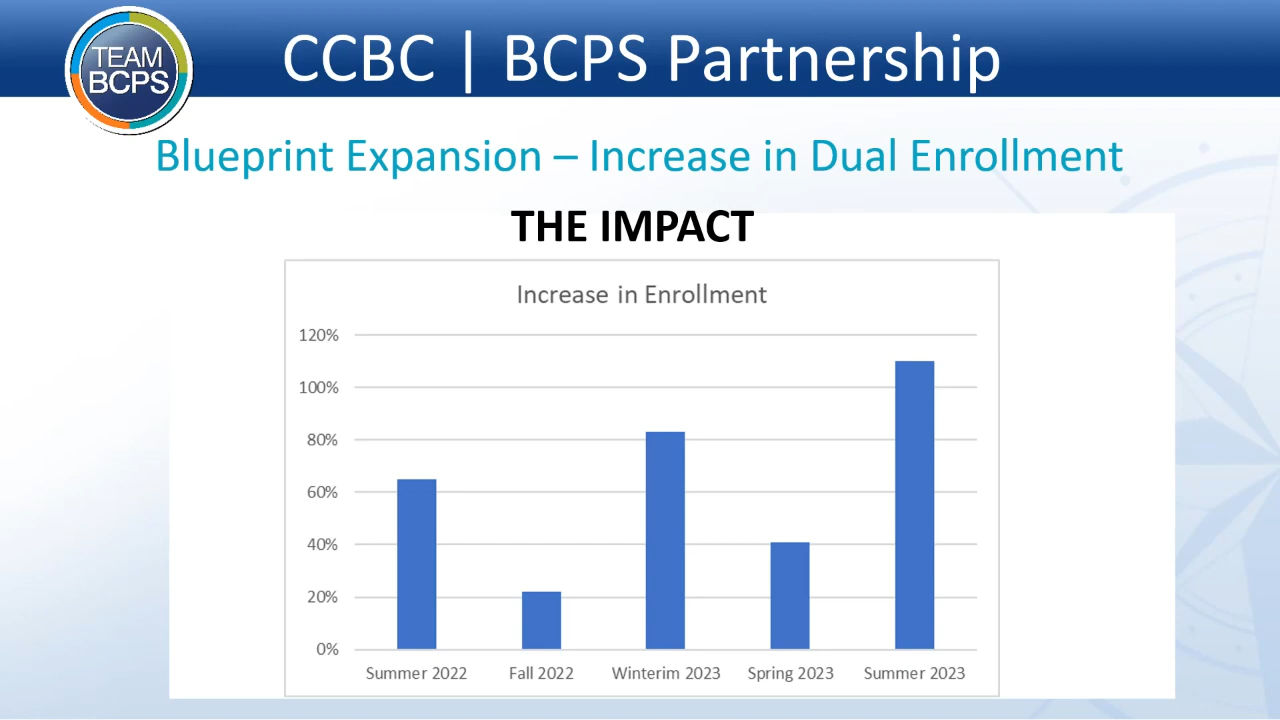 TEAM
BCPS
CCBC | BCPS Partnership
Blueprint Expansion – Increase in Dual Enrollment
THE IMPACT
Increase in Enrollment
120%
100%
80%
60%
40%
20%
0%
Summer 2022 Fall 2022 Winterim 2023 Spring 2023 Summer 2023